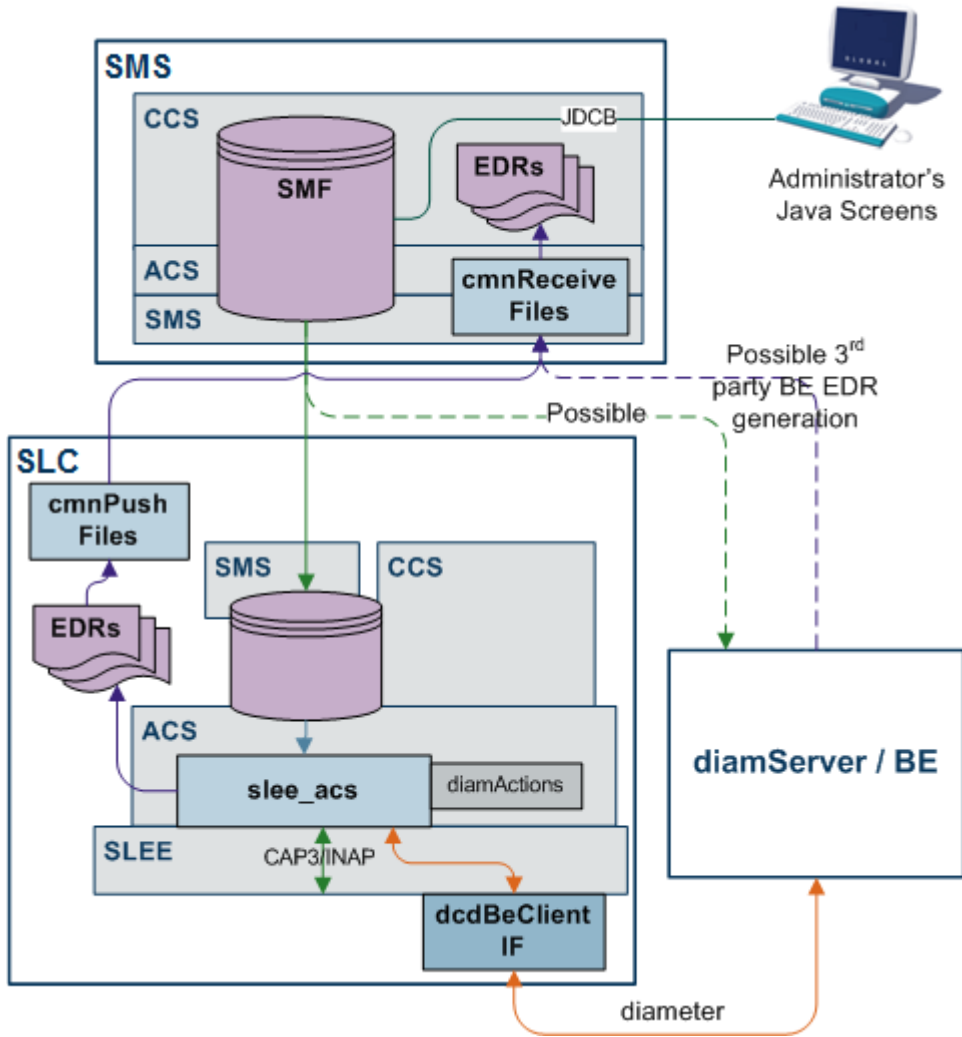 SMS
CCS
JDCB
GLOBAL
EDRs
SMF
Administrator's
Java Screens
ACS
cmnReceive
Files
SMS
Possible 3rd
party BE EDR
generation
Possible
SLC
cmnPush
Files
SMS
CCS
EDRs
ACS
slee_acs
diamActions
diamServer / BE
SLEE
CAP3/INAP
dcdBeClient
IF
diameter